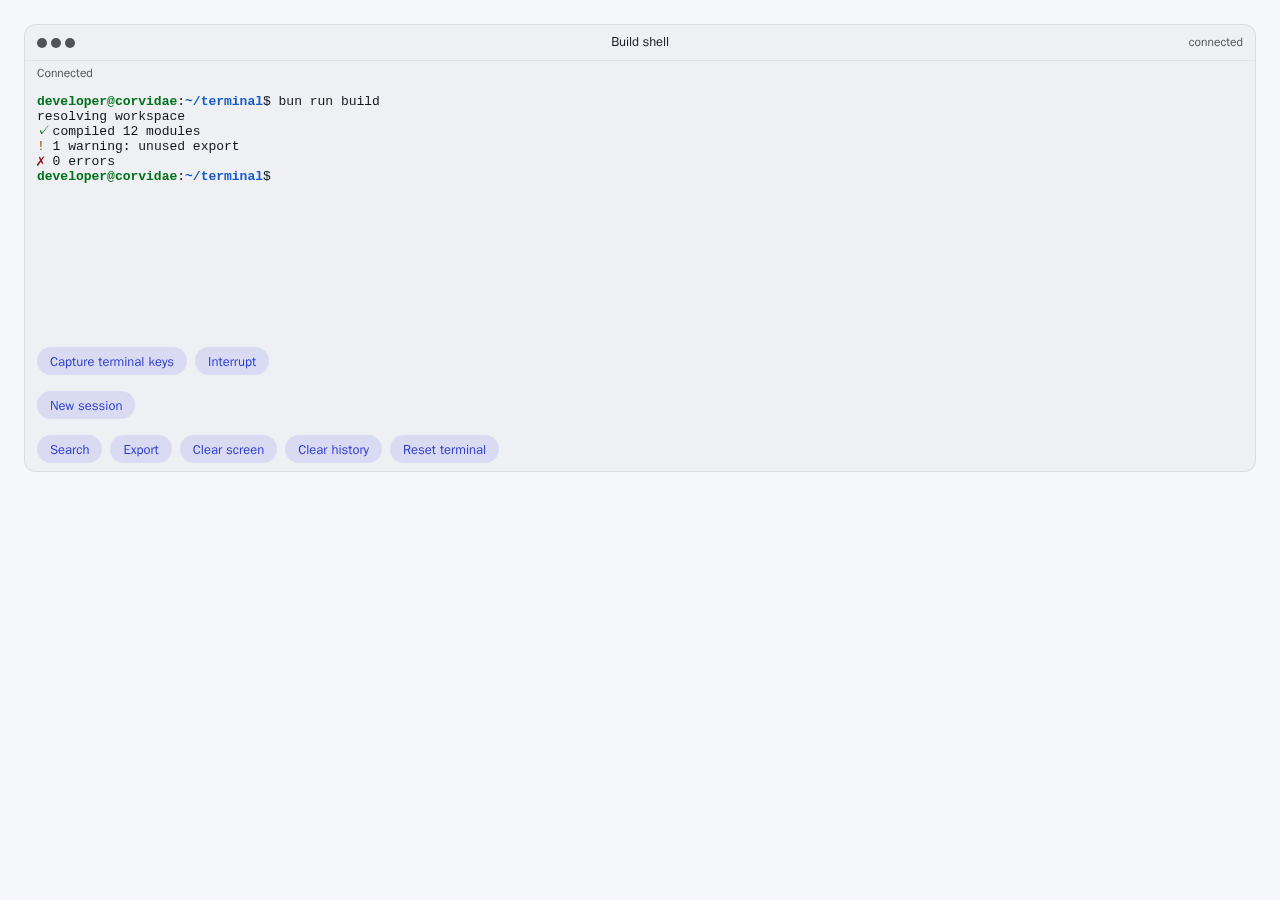 Build shell
connected
Connected
developer@corvidae:~/terminal$ bun run build
resolving workspace
✓ compiled 12 modules
! 1 warning: unused export
✗ 0 errors
developer@corvidae:~/terminal$
Capture terminal keys Interrupt
New session
Search Export Clear screen Clear history Reset terminal